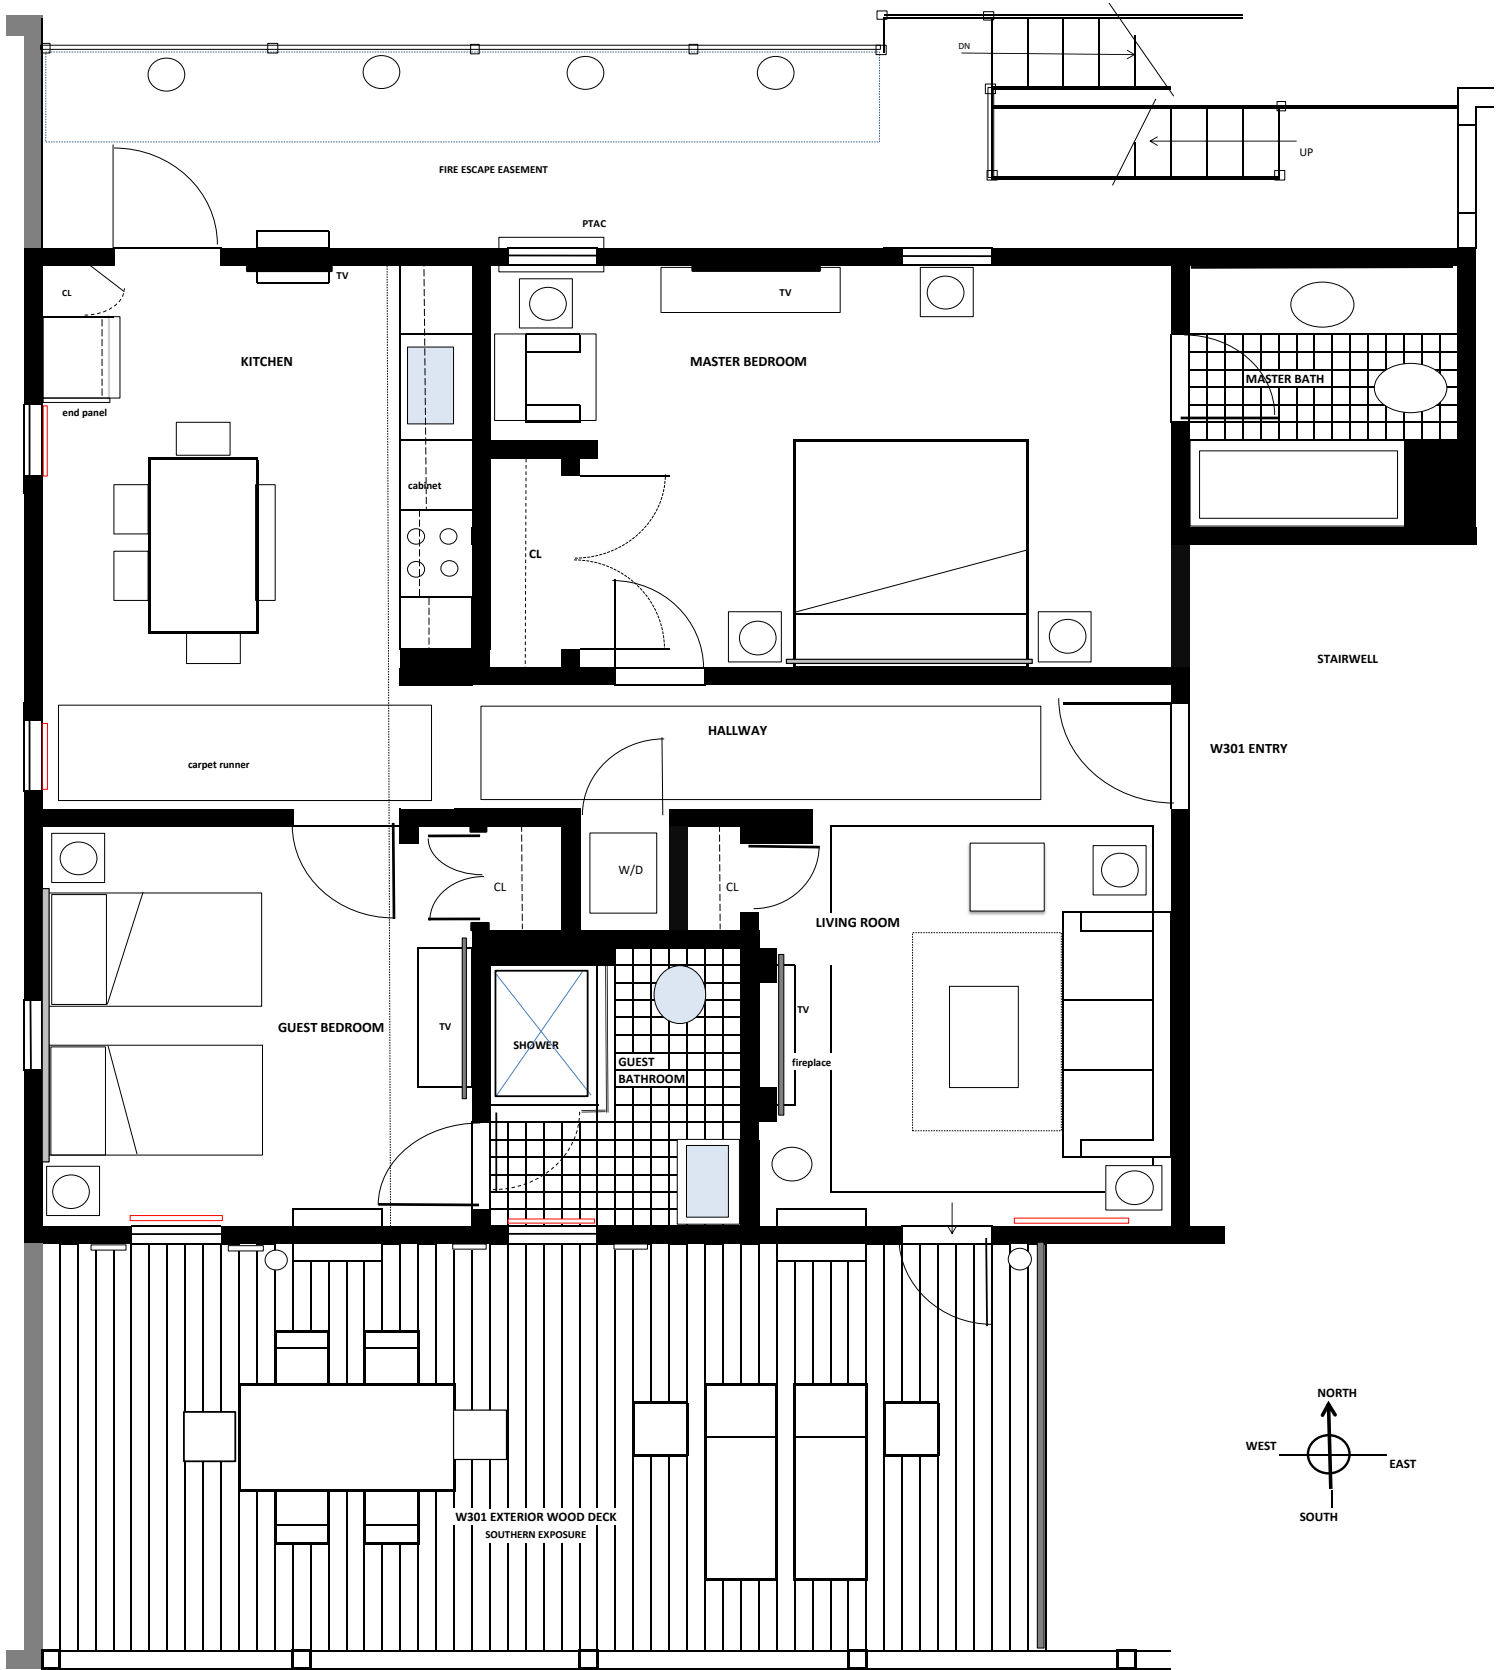 DN
UP
FIRE ESCAPE EASEMENT
PTAC
TV
CL
TV
KITCHEN
MASTER BEDROOM
MASTER BATH
end panel
cabinet
CL
STAIRWELL
HALLWAY
W301 ENTRY
carpet runner
W/D
CL
CL
LIVING ROOM
GUEST BEDROOM
TV
TV
SHOWER
GUEST
BATHROOM
fireplace
NORTH
WEST
EAST
SOUTH
W301 EXTERIOR WOOD DECK
SOUTHERN EXPOSURE